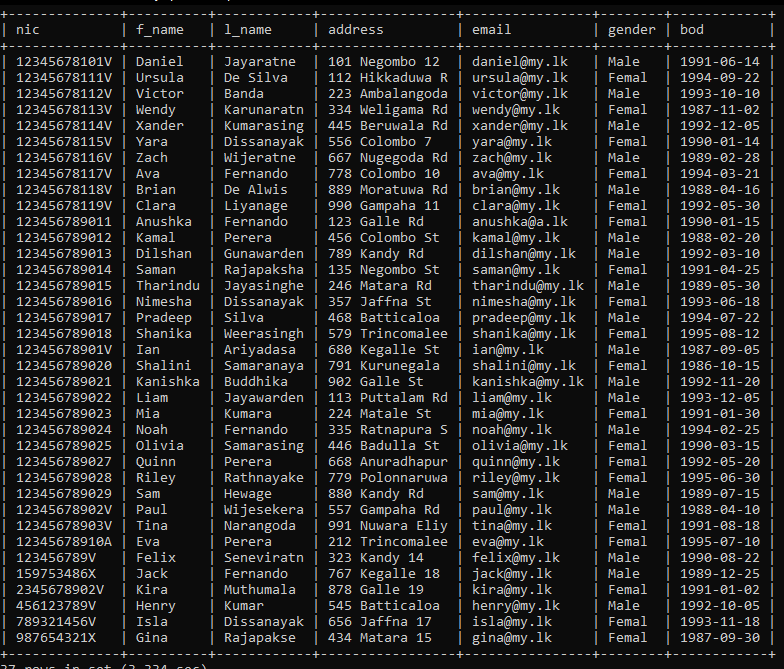 | nic | f_name | l_name | address | email | gender | bod |
| 12345678101V | Daniel | Jayaratne | 101 Negombo 12 | daniel@my.lk | Male | 1991-06-14 |
| 12345678111V | Ursula | De Silva | 112 Hikkaduwa R | ursula@my.lk | Femal | 1994-09-22 |
| 12345678112V | Victor | Banda | 223 Ambalangoda | victor@my.lk | Male | 1993-10-10 |
| 12345678113V | Wendy | Karunaratn | 334 Weligama Rd | wendy@my.lk | Femal | 1987-11-02 |
| 12345678114V | Xander | Kumarasing | 445 Beruwala Rd | xander@my.lk | Male | 1992-12-05 |
| 12345678115V | Yara | Dissanayak | 556 Colombo 7 | yara@my.lk | Femal | 1990-01-14 |
| 12345678116V | Zach | Wijeratne | 667 Nugegoda Rd | zach@my.lk | Male | 1989-02-28 |
| 12345678117V | Ava | Fernando | 778 Colombo 10 | ava@my.lk | Femal | 1994-03-21 |
| 12345678118V | Brian | De Alwis | 889 Moratuwa Rd | brian@my.lk | Male | 1988-04-16 |
| 12345678119V | Clara | Liyanage | 990 Gampaha 11 | clara@my.lk | Femal | 1992-05-30 |
| 123456789011 | Anushka | Fernando | 123 Galle Rd | anushka@a.lk | Femal | 1990-01-15 |
| 123456789012 | Kamal | Perera | 456 Colombo St | kamal@my.lk | Male | 1988-02-20 |
| 123456789013 | Dilshan | Gunawarden | 789 Kandy Rd | dilshan@my.lk | Male | 1992-03-10 |
| 123456789014 | Saman | Rajapaksha | 135 Negombo St | saman@my.lk | Femal | 1991-04-25 |
| 123456789015 | Tharindu | Jayasinghe | 246 Matara Rd | tharindu@my.lk | Male | 1989-05-30 |
| 123456789016 | Nimesha | Dissanayak | 357 Jaffna St | nimesha@my.lk | Femal | 1993-06-18 |
| 123456789017 | Pradeep | Silva | 468 Batticaloa | pradeep@my.lk | Male | 1994-07-22 |
| 123456789018 | Shanika | Weerasingh | 579 Trincomalee | shanika@my.lk | Femal | 1995-08-12 |
| 1234568901V | Ian | Ariyadasa | 680 Kegalle St | ian@my.lk | Male | 1987-09-05 |
| 123456789020 | Shalini | Samaranaya | 791 Kurunegala | shalini@my.lk | Femal | 1986-10-15 |
| 123456789021 | Kanishka | Buddhika | 902 Galle St | kanishka@my.lk | Male | 1992-11-20 |
| 123456789022 | Liam | Jayawarden | 113 Puttalam Rd | liam@my.lk | Male | 1993-12-05 |
| 123456789023 | Mia | Kumara | 224 Matale St | mia@my.lk | Femal | 1991-01-30 |
| 123456789024 | Noah | Fernando | 335 Ratnapura S | noah@my.lk | Male | 1994-02-25 |
| 123456789025 | Olivia | Samarasing | 446 Badulla St | olivia@my.lk | Femal | 1990-03-15 |
| 123456789027 | Quinn | Perera | 668 Anuradhapur | quinn@my.lk | Male | 1992-05-20 |
| 123456789028 | Riley | Rathnayake | 779 Polonnaruwa | riley@my.lk | Femal | 1995-06-30 |
| 123456789029 | Sam | Hewage | 880 Kandy Rd | sam@my.lk | Male | 1989-07-15 |
| 12345678902V | Paul | Wijesekera | 557 Gampaha Rd | paul@my.lk | Male | 1988-04-10 |
| 12345678903V | Tina | Narangoda | 991 Nuwara Eliy | tina@my.lk | Femal | 1991-08-18 |
| 12345678910A | Eva | Perera | 212 Trincomalee | eva@my.lk | Femal | 1995-07-10 |
| 123456789V | Felix | Seneviratn | 323 Kandy 14 | felix@my.lk | Male | 1990-08-22 |
| 159753486X | Jack | Fernando | 767 Kegalle 18 | jack@my.lk | Male | 1989-12-25 |
| 2345678902V | Kira | Muthumala | 878 Galle 19 | kira@my.lk | Femal | 1991-01-02 |
| 456123789V | Henry | Kumar | 545 Batticaloa | henry@my.lk | Male | 1992-10-05 |
| 789321456V | Isla | Dissanayak | 656 Jaffna 17 | isla@my.lk | Femal | 1993-11-18 |
| 987654321X | Gina | Rajapakse | 434 Matara 15 | gina@my.lk | Femal | 1987-09-30 |